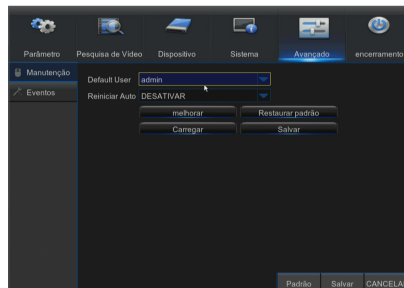 Parâmetro Pesquisa de Vídeo Dispositivo Sistema Avançado encerramento
Manutenção
Eventos
Default User admin
Reiniciar Auto DESATIVAR
melhorar Restaurar padrão
Carregar Salvar
Padrão Salvar CANCELA